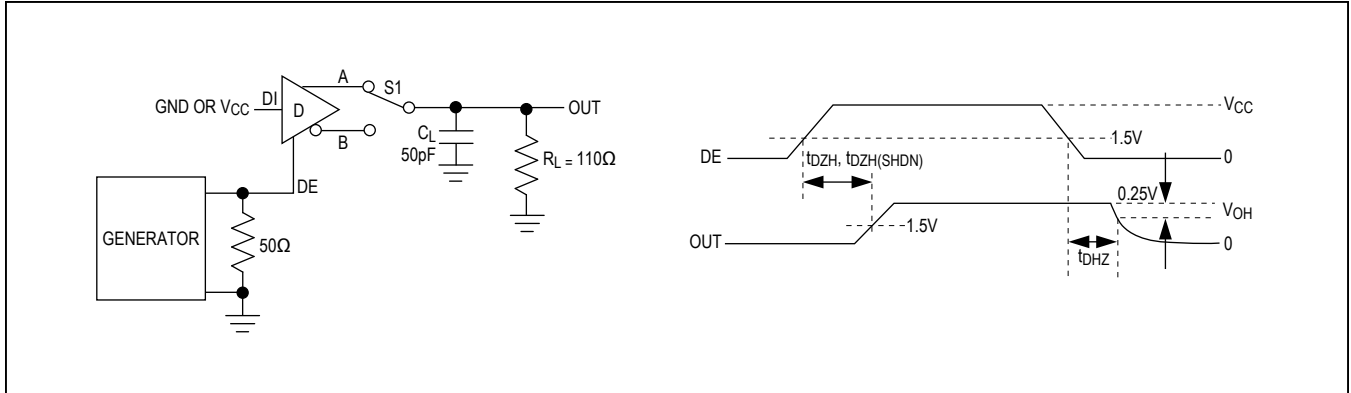 A
S1
GND OR VCC
DI
D
OUT
B
CL
50pF
RL = 110Ω
DE
GENERATOR
50Ω
VCC
1.5V
DE
0
tDZH, tDZH(SHDN)
0.25V
VOH
1.5V
OUT
0
tDHZ